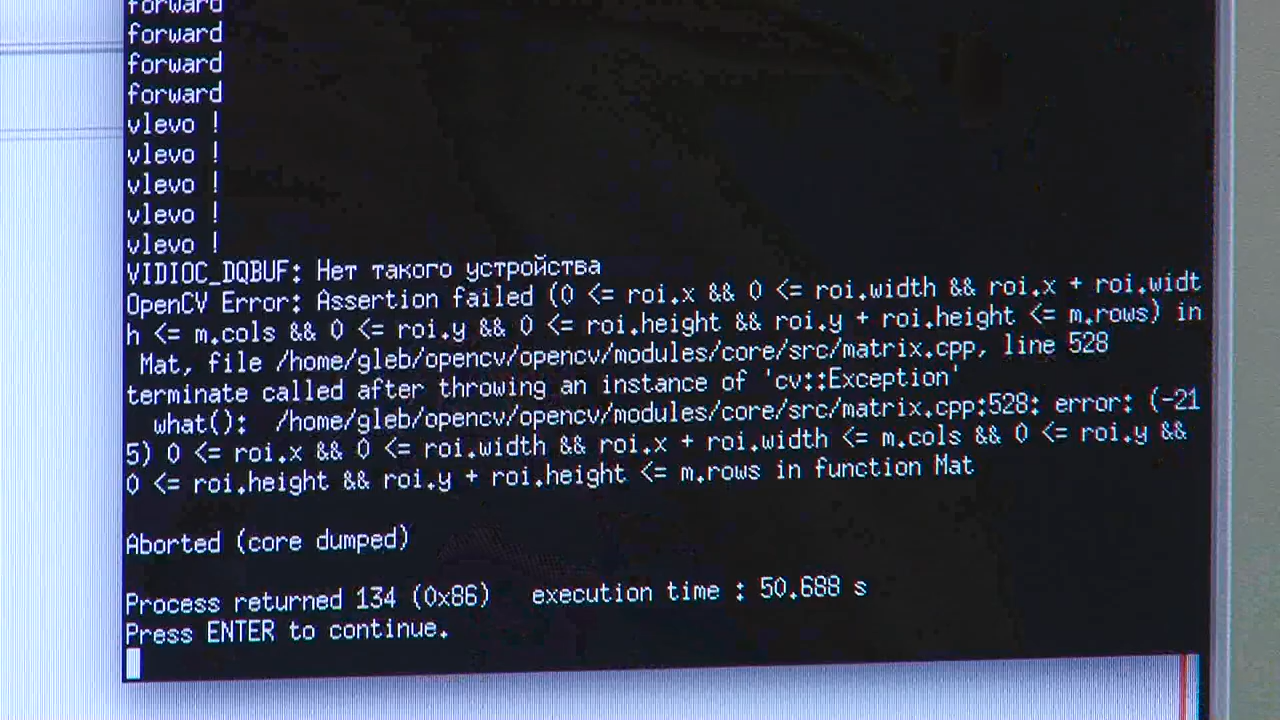 forward
forward
forward
forward
vlevo !
vlevo !
vlevo !
vlevo !
vlevo !
VIDIOC_DQBUF: Нет такого устройства
OpenCV Error: Assertion failed (0 <= roi.x && 0 <= roi.width && roi.x + roi.widt
h <= m.cols && 0 <= roi.y && 0 <= roi.height && roi.y + roi.height <= m.rows) in
Mat, file /home/gleb/opencv/opencv/modules/core/src/matrix.cpp, line 528
terminate called after throwing an instance of 'cv::Exception'
what(): /home/gleb/opencv/opencv/modules/core/src/matrix.cpp:528: error: (-21
5) 0 <= roi.x && 0 <= roi.width && roi.x + roi.width <= m.cols && 0 <= roi.y &&
0 <= roi.height && roi.y + roi.height <= m.rows in function Mat
Aborted (core dumped)
Process returned 134 (0x86) execution time : 50.688 s
Press ENTER to continue.